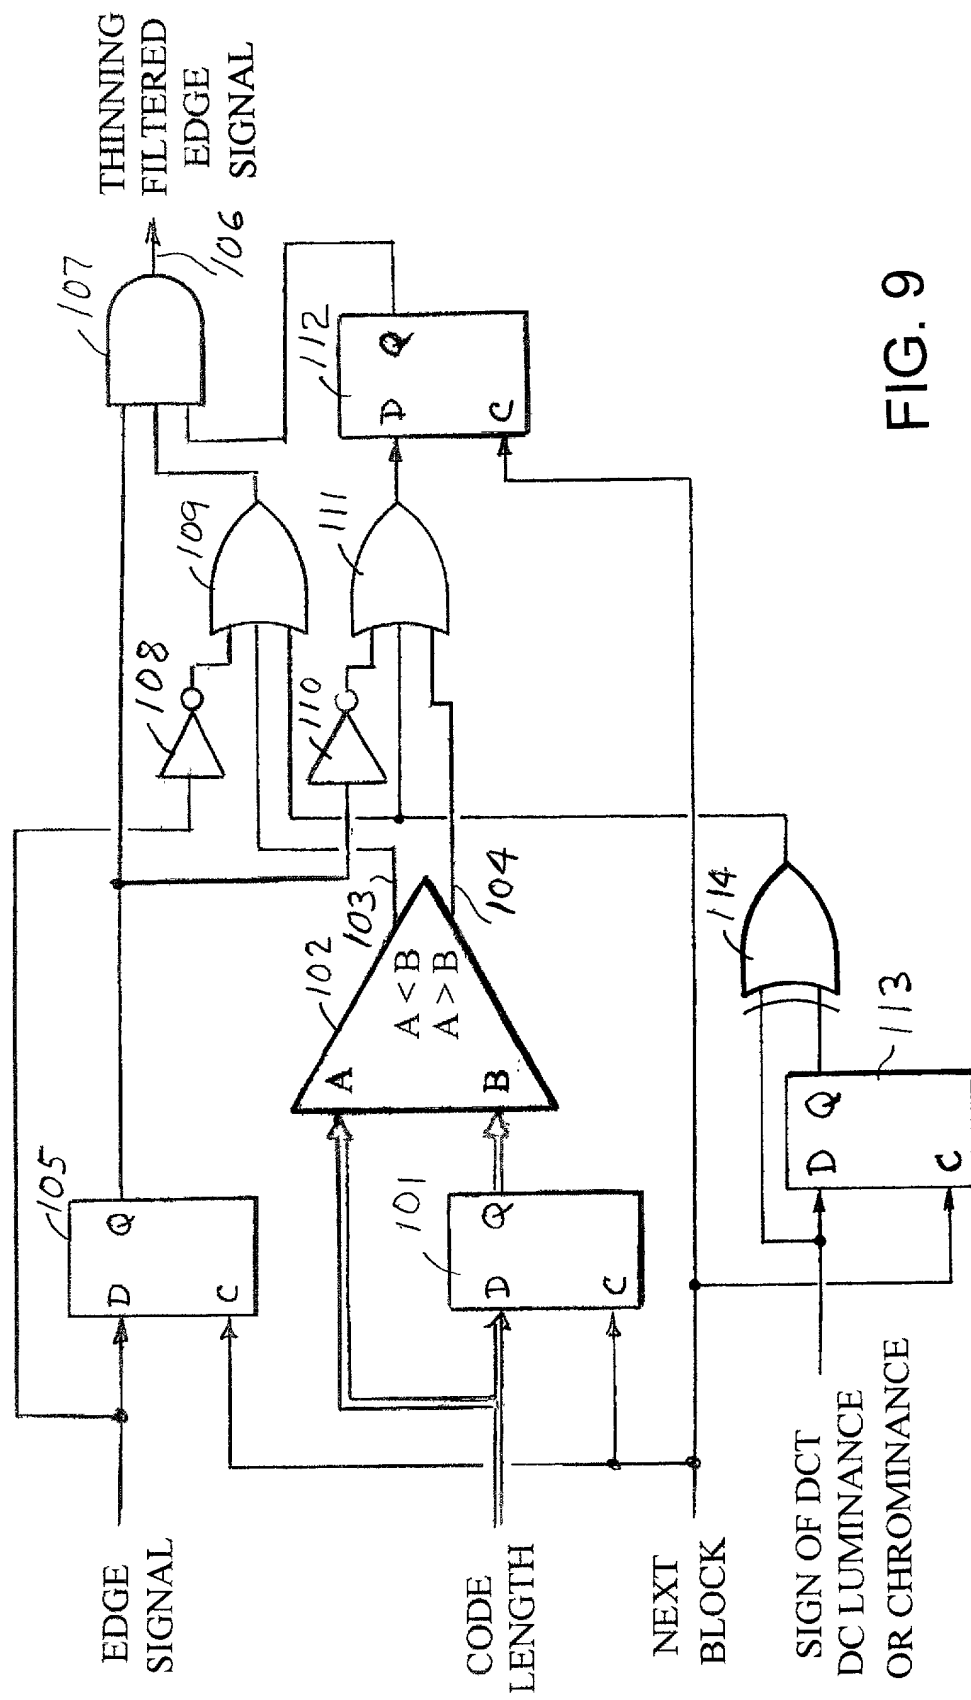 THINNING
FILTERED
EDGE
SIGNAL
107
106
112
D Q
C
109
111
108
110
103
104
102
A
B
A < B
A > B
114
113
D Q
C
105
D Q
C
101
D Q
C
EDGE
SIGNAL
CODE
LENGTH
NEXT
BLOCK
SIGN OF DCT
DC LUMINANCE
OR CHROMINANCE
FIG. 9